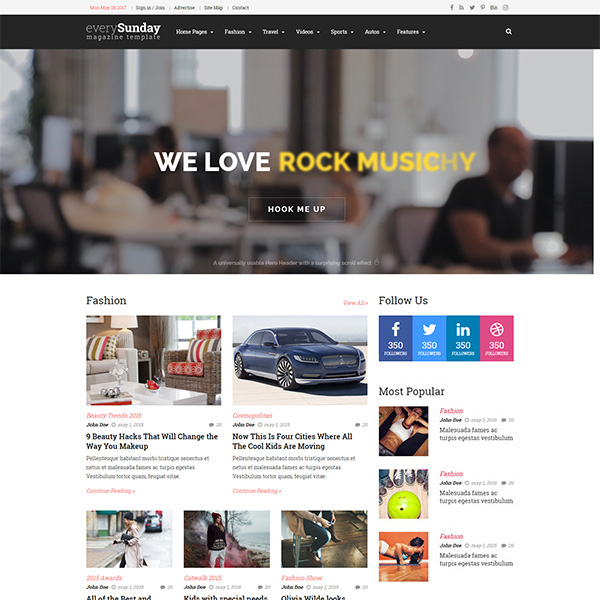 Mon May 08 2017 Sign in / Join Advertise Site Map Contact
everySunday
magazine template
Home Pages Fashion Travel Videos Sports Autos Features
WE LOVE ROCK MUSICHY
HOOK ME UP
A universally usable Hero Header with a surprising scroll effect
Fashion
View All »
Beauty Trends 2015
John Doe may 1, 2015 20
9 Beauty Hacks That Will Change the
Way You Makeup
Pellentesque habitant morbi tristique senectus et
netus et malesuada fames ac turpis egestas.
Vestibulum tortor quam, feugiat vitae.
Continue Reading »
Cosmopolitan
John Doe may 1, 2015 20
Now This Is Four Cities Where All
The Cool Kids Are Moving
Pellentesque habitant morbi tristique senectus et
netus et malesuada fames ac turpis egestas.
Vestibulum tortor quam, feugiat vitae.
Continue Reading »
2015 Awards
John Doe may 1, 2015 20
All of the Best and
Catwalk 2015
John Doe may 1, 2015 20
Kids with special needs
Fashion Show
John Doe may 1, 2015 20
Olivia Wilde looks
Follow Us
350 350 350 350
FOLLOWERS FOLLOWERS FOLLOWERS FOLLOWERS
Most Popular
Fashion
John Doe may 1, 2015 20
Malesuada fames ac
turpis egestas vestibulum
Fashion
John Doe may 1, 2015 20
Malesuada fames ac
turpis egestas vestibulum
Fashion
John Doe may 1, 2015 20
Malesuada fames ac
turpis egestas vestibulum